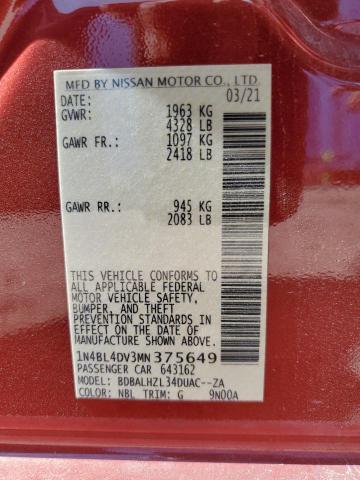 MFD BY NISSAN MOTOR CO., LTD.
DATE: 03/21
GVWR: 1963 KG
4328 LB
GAWR FR.: 1097 KG
2418 LB
GAWR RR.: 945 KG
2083 LB
THIS VEHICLE CONFORMS TO
ALL APPLICABLE FEDERAL
MOTOR VEHICLE SAFETY,
BUMPER, AND THEFT
PREVENTION STANDARDS
IN EFFECT ON THE DATE OF
MANUFACTURE SHOWN ABOVE.
1N4BL4DV3MN375649
PASSENGER CAR 643162
MODEL: BDBALHZL34DUAC--ZA
COLOR: NBL TRIM: G 9N00A